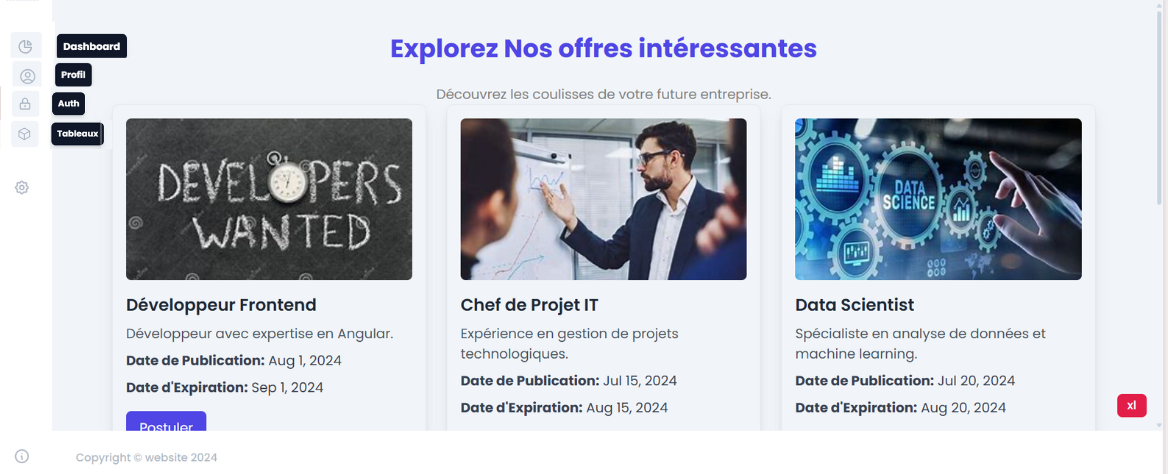 Explorez Nos offres intéressantes
Découvrez les coulisses de votre future entreprise.
Dashboard
Profil
Auth
Tableaux
DEVELOPERS
WANTED
Développeur Frontend
Développeur avec expertise en Angular.
Date de Publication: Aug 1, 2024
Date d'Expiration: Sep 1, 2024
Postuler
Chef de Projet IT
Expérience en gestion de projets
technologiques.
Date de Publication: Jul 15, 2024
Date d'Expiration: Aug 15, 2024
DATA
SCIENCE
Data Scientist
Spécialiste en analyse de données et
machine learning.
Date de Publication: Jul 20, 2024
Date d'Expiration: Aug 20, 2024
xl
Copyright © website 2024